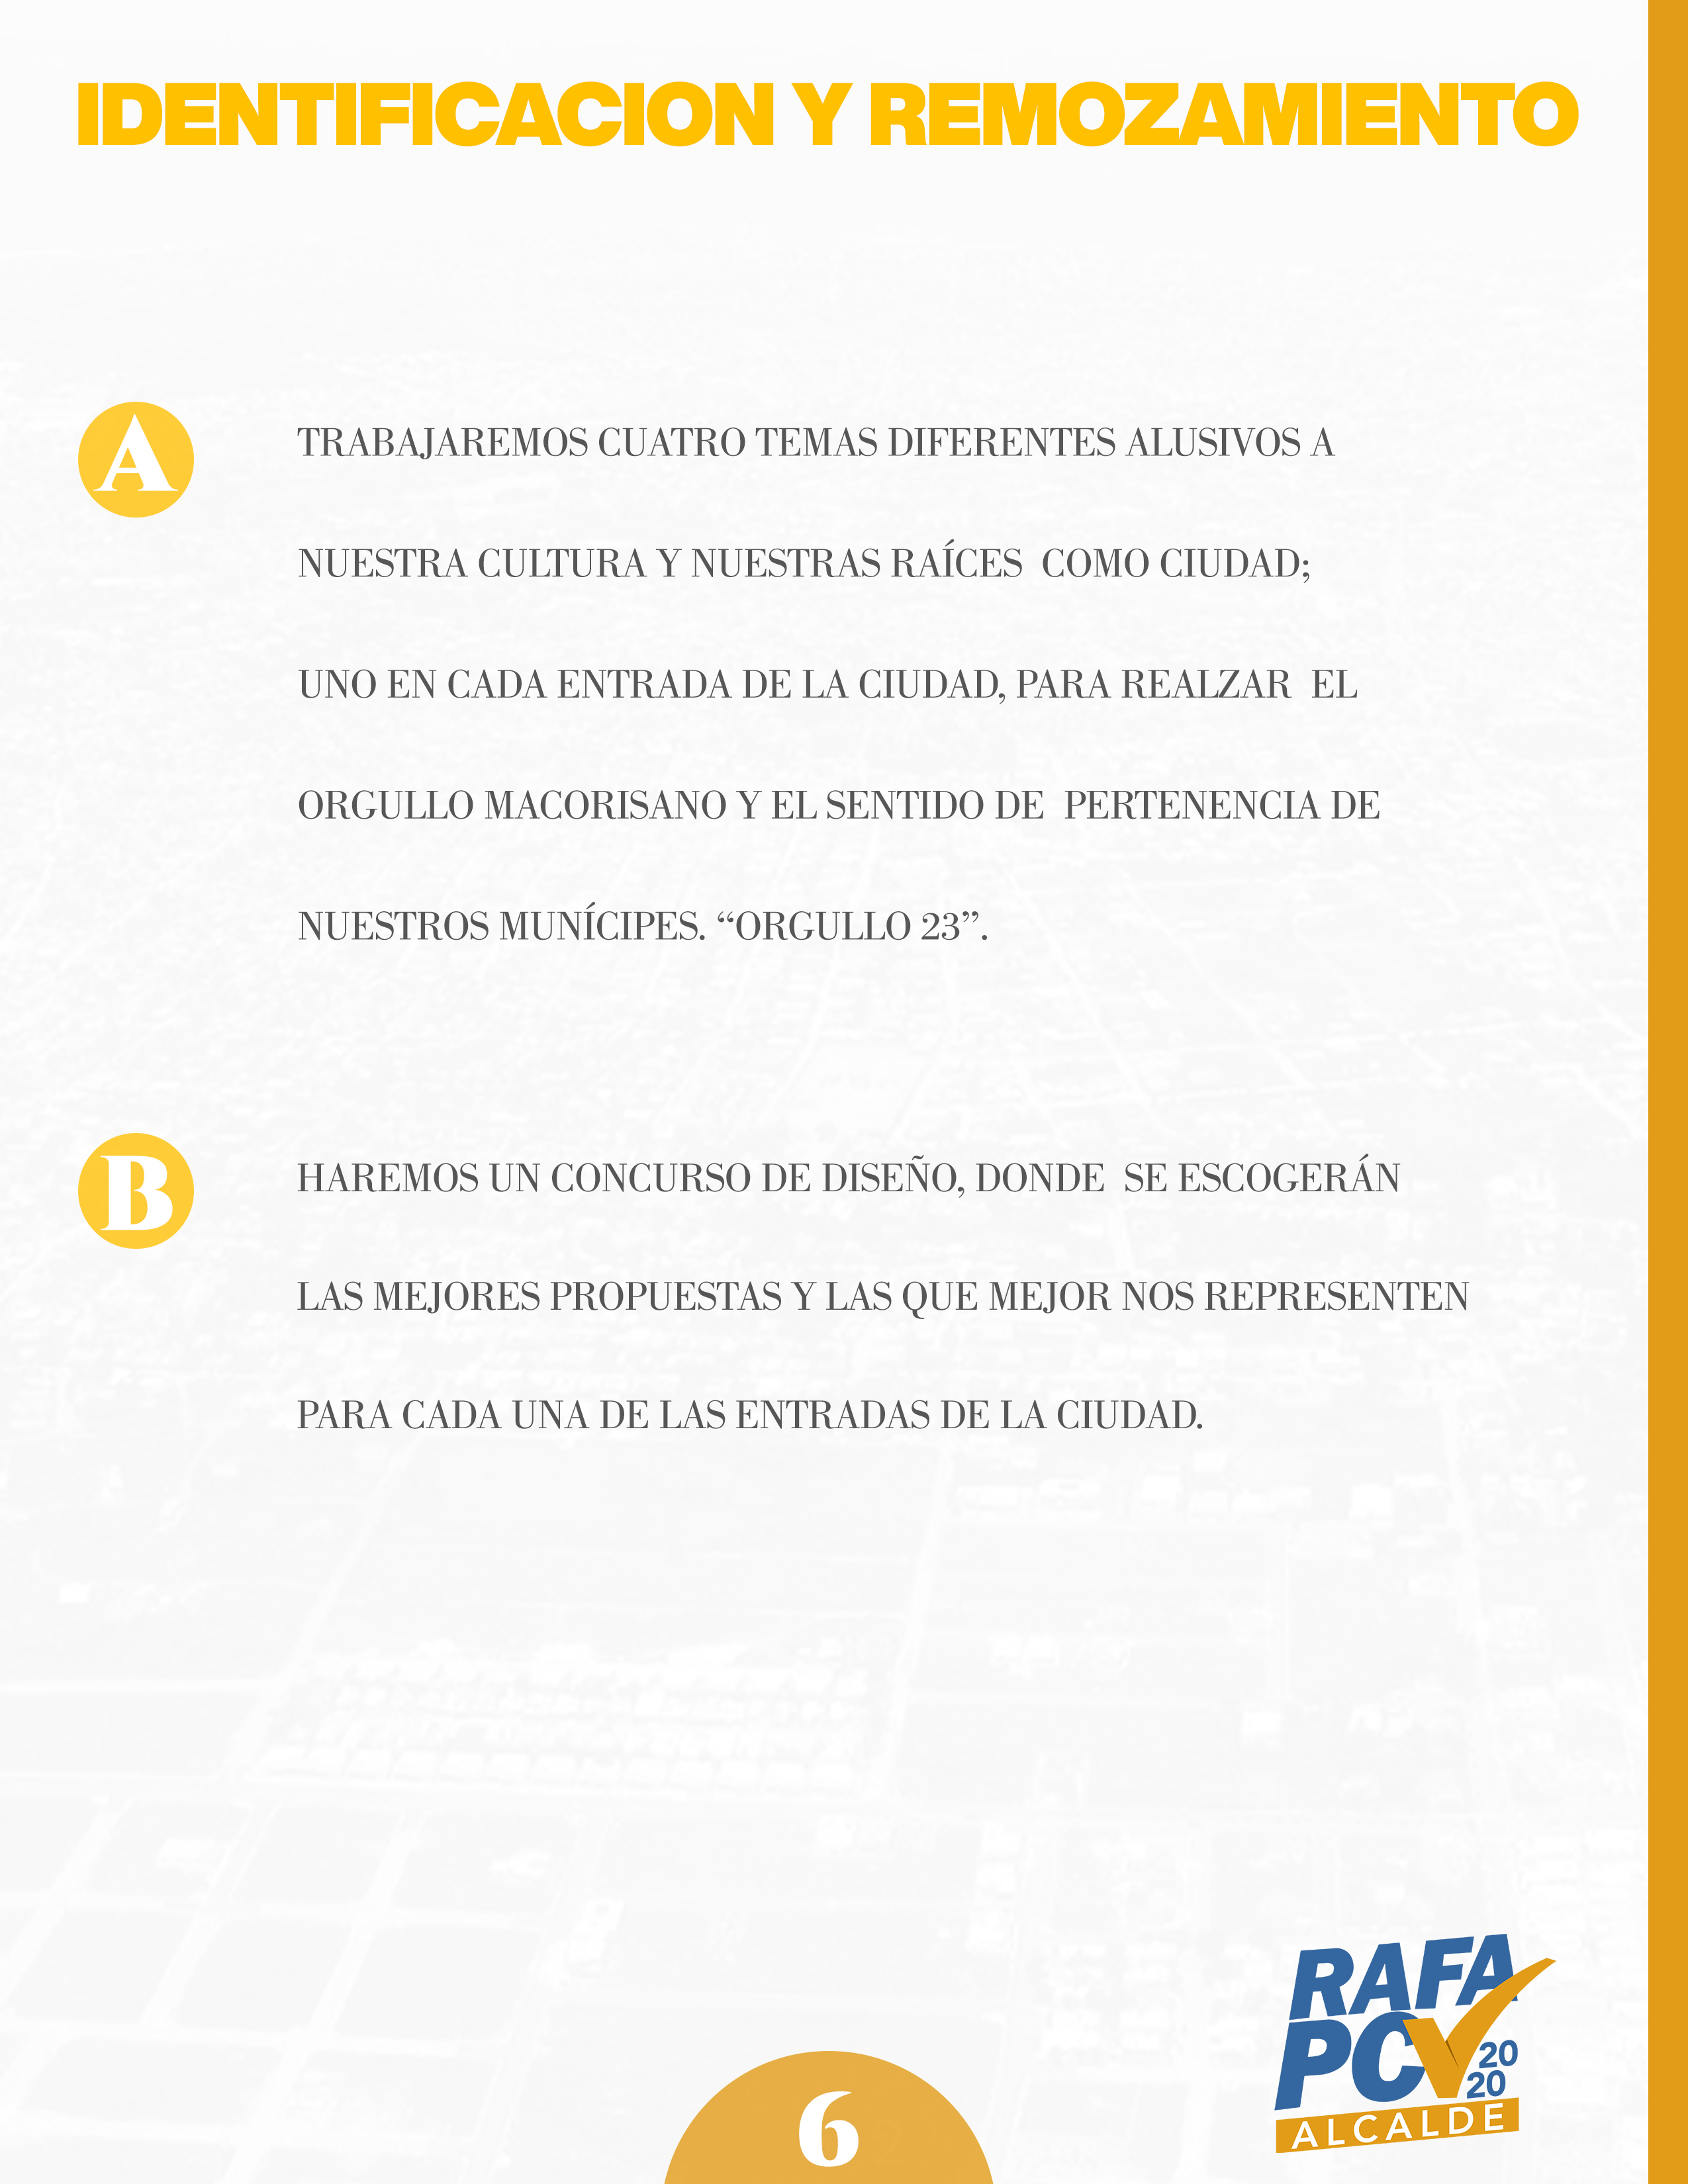 IDENTIFICACION Y REMOZAMIENTO
A
TRABAJAREMOS CUATRO TEMAS DIFERENTES ALUSIVOS A
NUESTRA CULTURA Y NUESTRAS RAÍCES COMO CIUDAD;
UNO EN CADA ENTRADA DE LA CIUDAD, PARA REALZAR EL
ORGULLO MACORISANO Y EL SENTIDO DE PERTENENCIA DE
NUESTROS MUNÍCIPES. “ORGULLO 23”.
B
HAREMOS UN CONCURSO DE DISEÑO, DONDE SE ESCOGERÁN
LAS MEJORES PROPUESTAS Y LAS QUE MEJOR NOS REPRESENTEN
PARA CADA UNA DE LAS ENTRADAS DE LA CIUDAD.
6
RAFA
PCV
20
20
ALCALDE